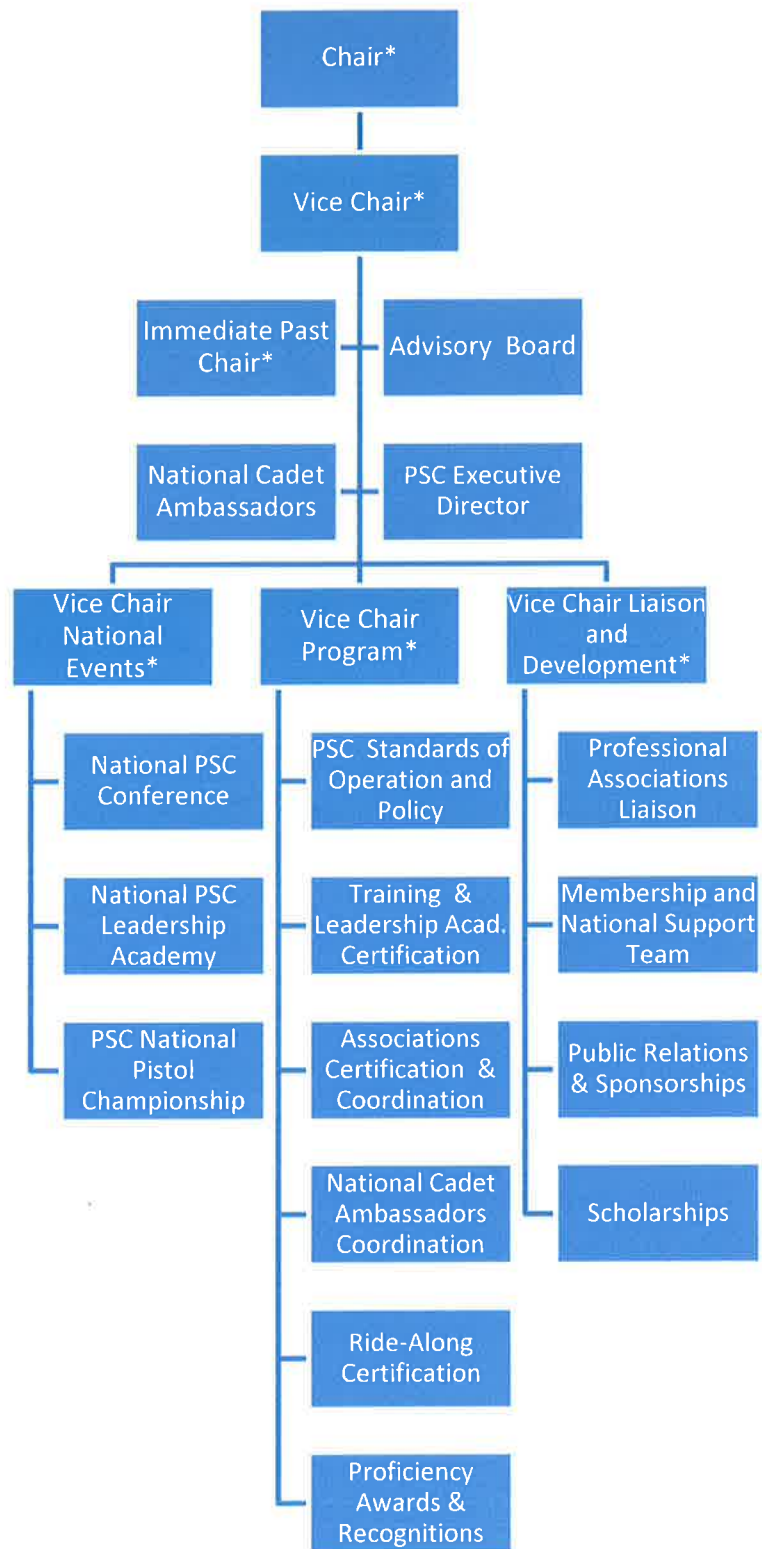 Chair*
Vice Chair*
Immediate Past
Chair*
Advisory Board
National Cadet
Ambassadors
PSC Executive
Director
Vice Chair
National
Events*
Vice Chair
Program*
Vice Chair Liaison
and
Development*
National PSC
Conference
PSC Standards of
Operation and
Policy
Professional
Associations
Liaison
National PSC
Leadership
Academy
Training &
Leadership Acad.
Certification
Membership and
National Support
Team
PSC National
Pistol
Championship
Associations
Certification &
Coordination
Public Relations
& Sponsorships
National Cadet
Ambassadors
Coordination
Scholarships
Ride-Along
Certification
Proficiency
Awards &
Recognitions